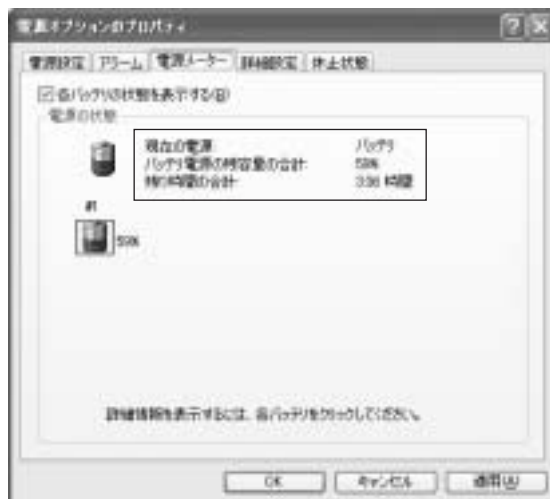 電源オプションのプロパティ
電源設定 アラーム 電源メーター 詳細設定 休止状態
各バッテリの状態を表示する(B)
電源の状態
現在の電源: バッテリ
バッテリ電源の残容量の合計: 59%
残り時間の合計: 3:36 時間
#1
59%
詳細情報を表示するには、各バッテリをクリックしてください。
OK キャンセル 適用(A)